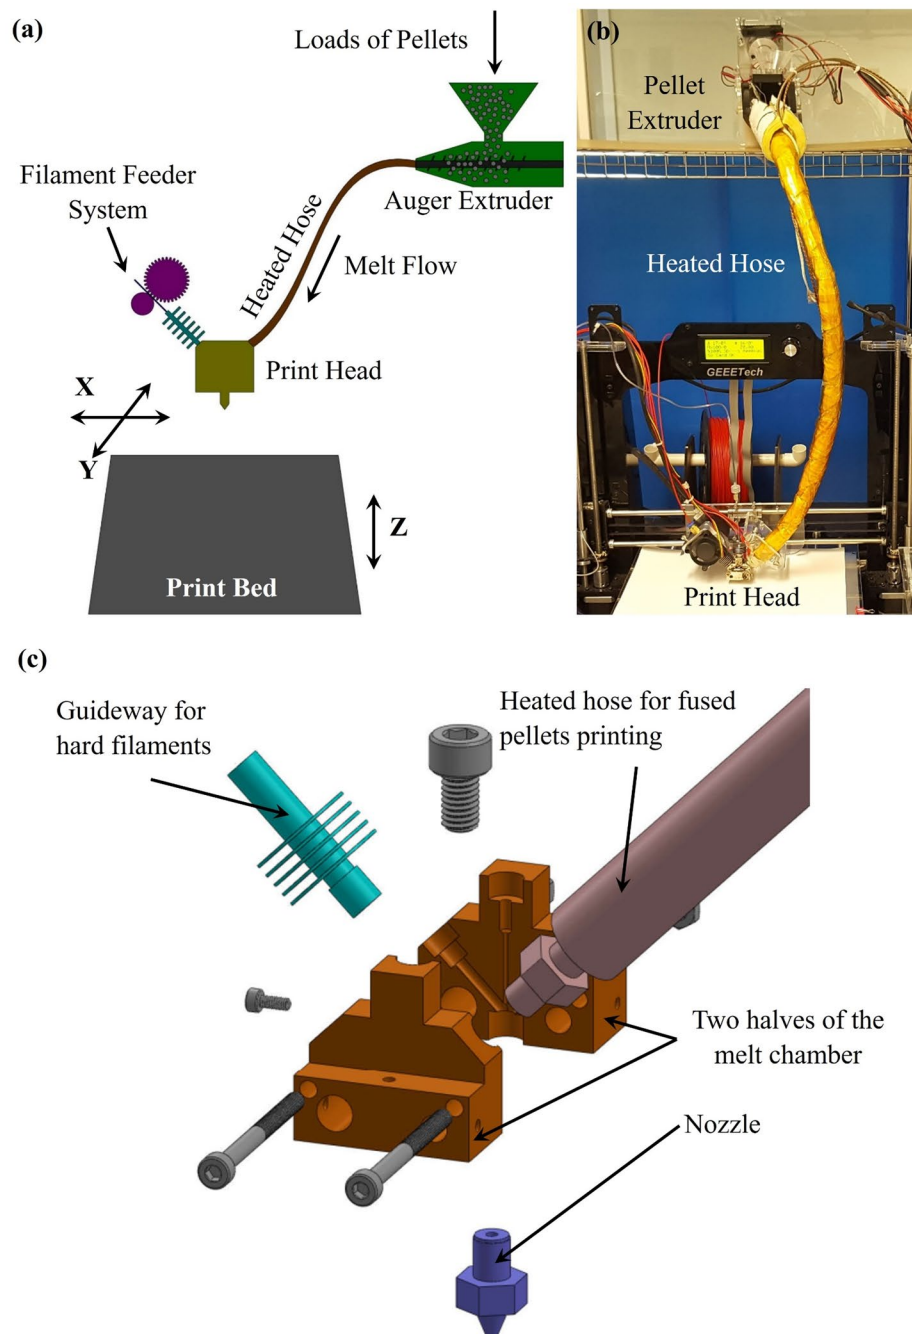 (a)
Loads of Pellets
Filament Feeder
System
Heated Hose
Auger Extruder
Melt Flow
Print Head
X
Y
Z
Print Bed
(b)
Pellet
Extruder
Heated Hose
GEEETech
Print Head
(c)
Guideway for
hard filaments
Heated hose for fused
pellets printing
Two halves of the
melt chamber
Nozzle